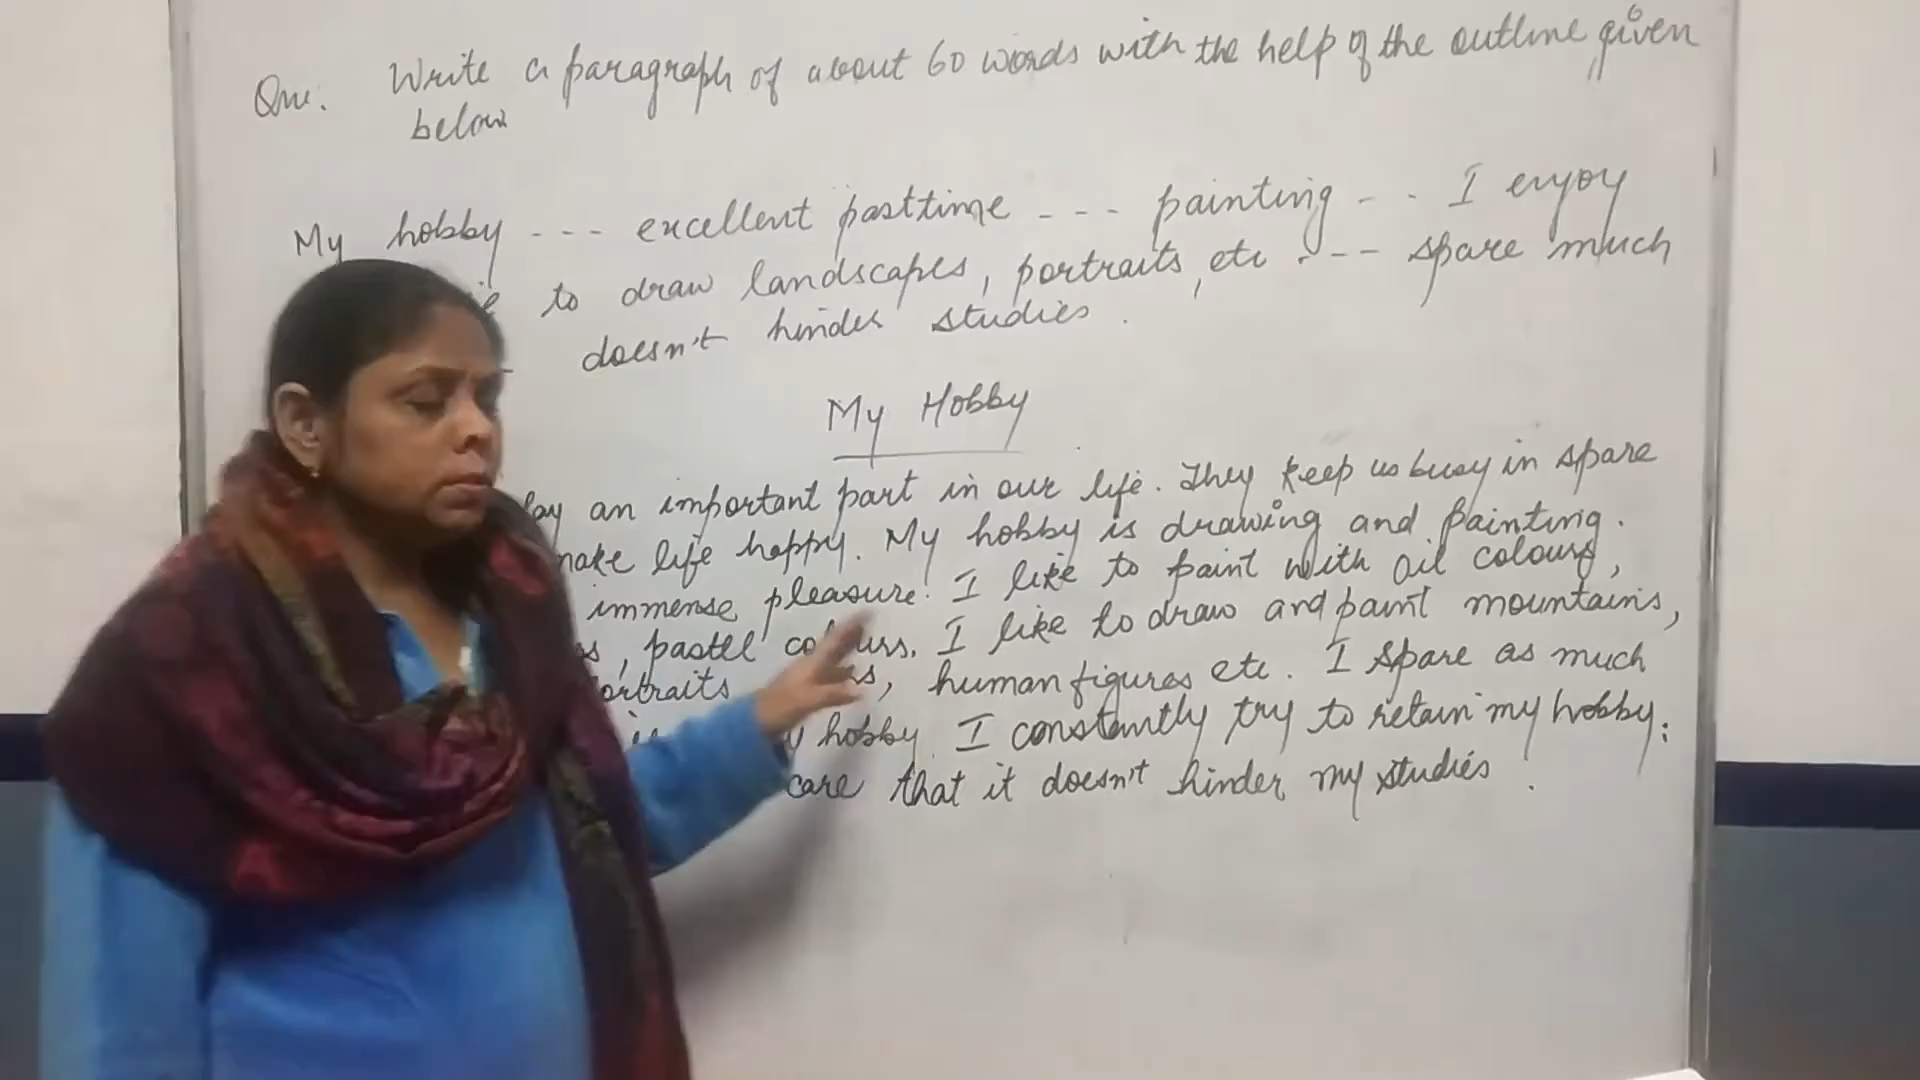 Que. Write a paragraph of about 60 words with the help of the outline given
below
My hobby --- excellent pasttime --- painting -- I enjoy
to draw landscapes, portraits, etc --- spare much
doesn't hinder studies.
My Hobby
an important part in our life. They keep us busy in spare
make life happy. My hobby is drawing and painting.
immense pleasure. I like to paint with oil colours,
, pastel colours. I like to draw and paint mountains,
portraits , human figures etc. I spare as much
hobby. I constantly try to retain my hobby.
care that it doesn't hinder my studies.